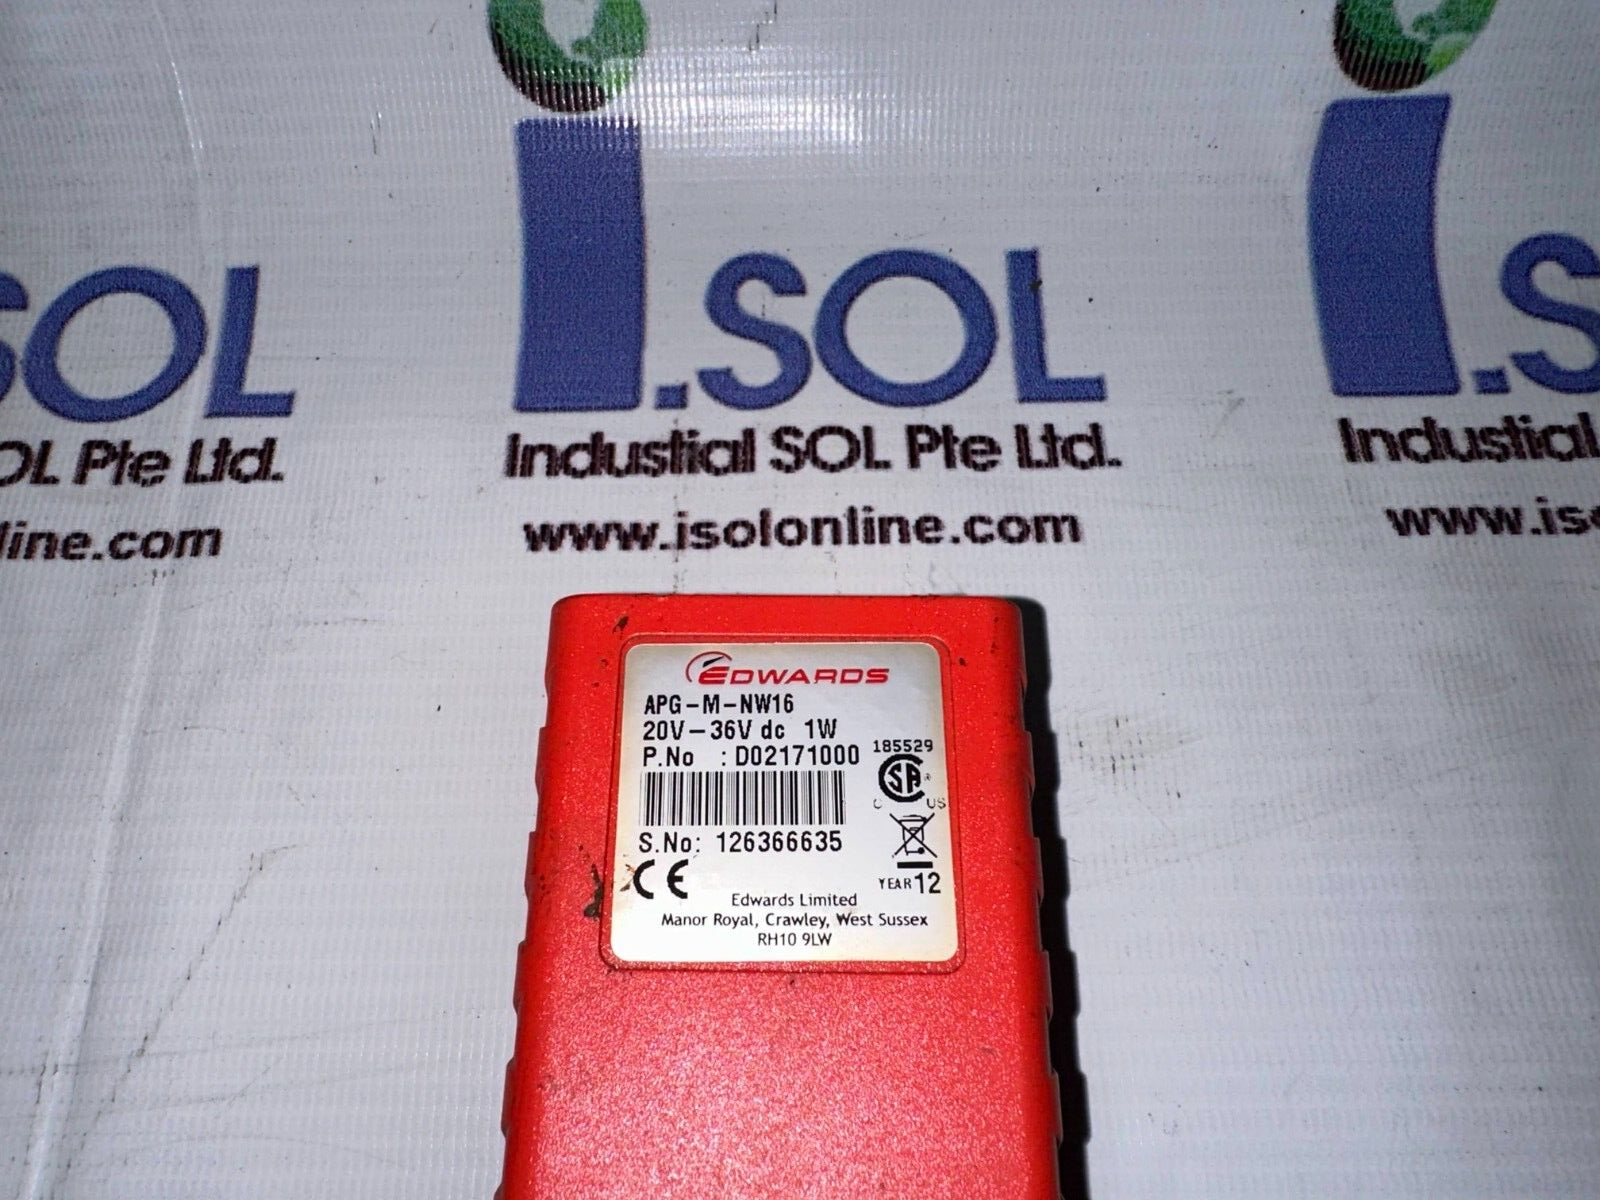 i.SOL
SOL
i.S
Industial SOL Pte Ltd.
OL Pte Ltd.
Industial
www.isolonline.com
line.com
www.is
EDWARDS
APG-M-NW16
20V-36V dc 1W
P.No : D02171000
185529
C US
S.No: 126366635
CE
YEAR 12
Edwards Limited
Manor Royal, Crawley, West Sussex
RH10 9LW